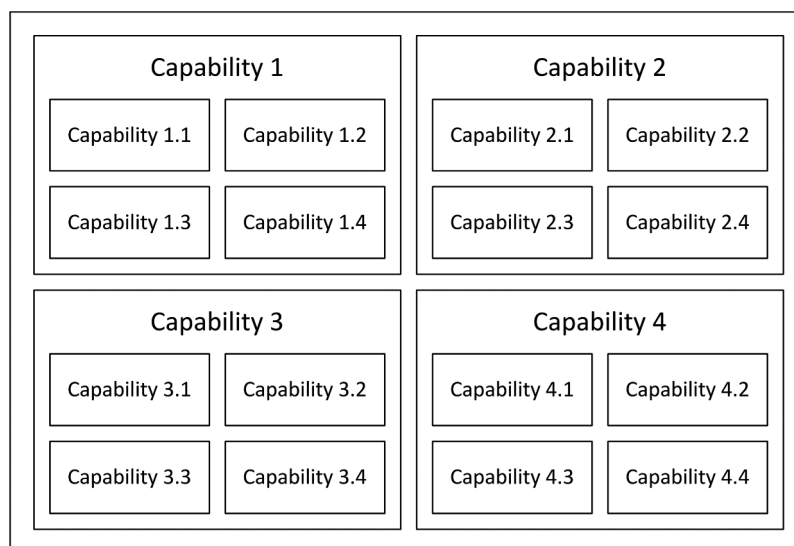 Capability 1
Capability 1.1
Capability 1.2
Capability 1.3
Capability 1.4
Capability 2
Capability 2.1
Capability 2.2
Capability 2.3
Capability 2.4
Capability 3
Capability 3.1
Capability 3.2
Capability 3.3
Capability 3.4
Capability 4
Capability 4.1
Capability 4.2
Capability 4.3
Capability 4.4